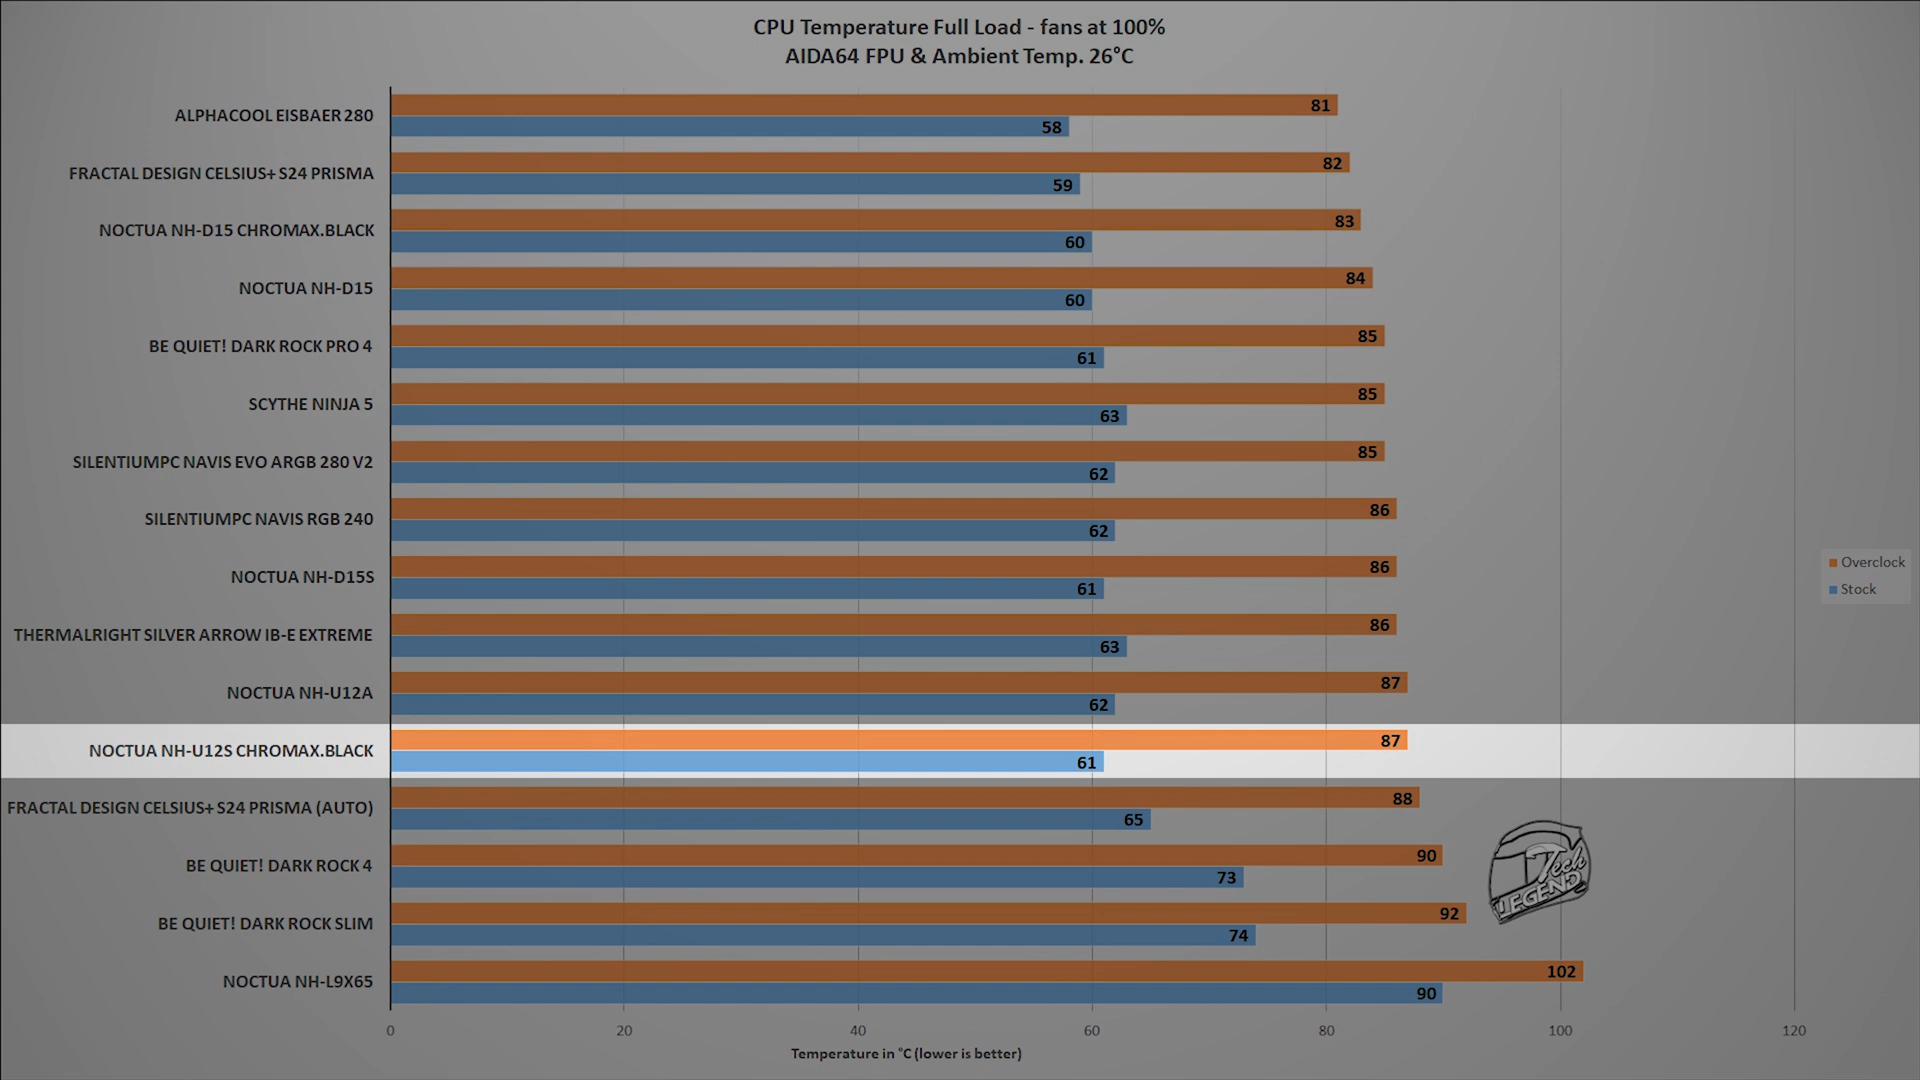 CPU Temperature Full Load - fans at 100%
AIDA64 FPU & Ambient Temp. 26°C
ALPHACOOL EISBAER 280
81
58
FRACTAL DESIGN CELSIUS+ S24 PRISMA
82
59
NOCTUA NH-D15 CHROMAX.BLACK
83
60
NOCTUA NH-D15
84
60
BE QUIET! DARK ROCK PRO 4
85
61
SCYTHE NINJA 5
85
63
SILENTIUMPC NAVIS EVO ARGB 280 V2
85
62
SILENTIUMPC NAVIS RGB 240
86
62
NOCTUA NH-D15S
86
61
THERMALRIGHT SILVER ARROW IB-E EXTREME
86
63
NOCTUA NH-U12A
87
62
NOCTUA NH-U12S CHROMAX.BLACK
87
61
FRACTAL DESIGN CELSIUS+ S24 PRISMA (AUTO)
88
65
BE QUIET! DARK ROCK 4
90
73
BE QUIET! DARK ROCK SLIM
92
74
NOCTUA NH-L9X65
102
90
0 20 40 60 80 100 120
Temperature in °C (lower is better)
Overclock
Stock
Tech
LEGEND